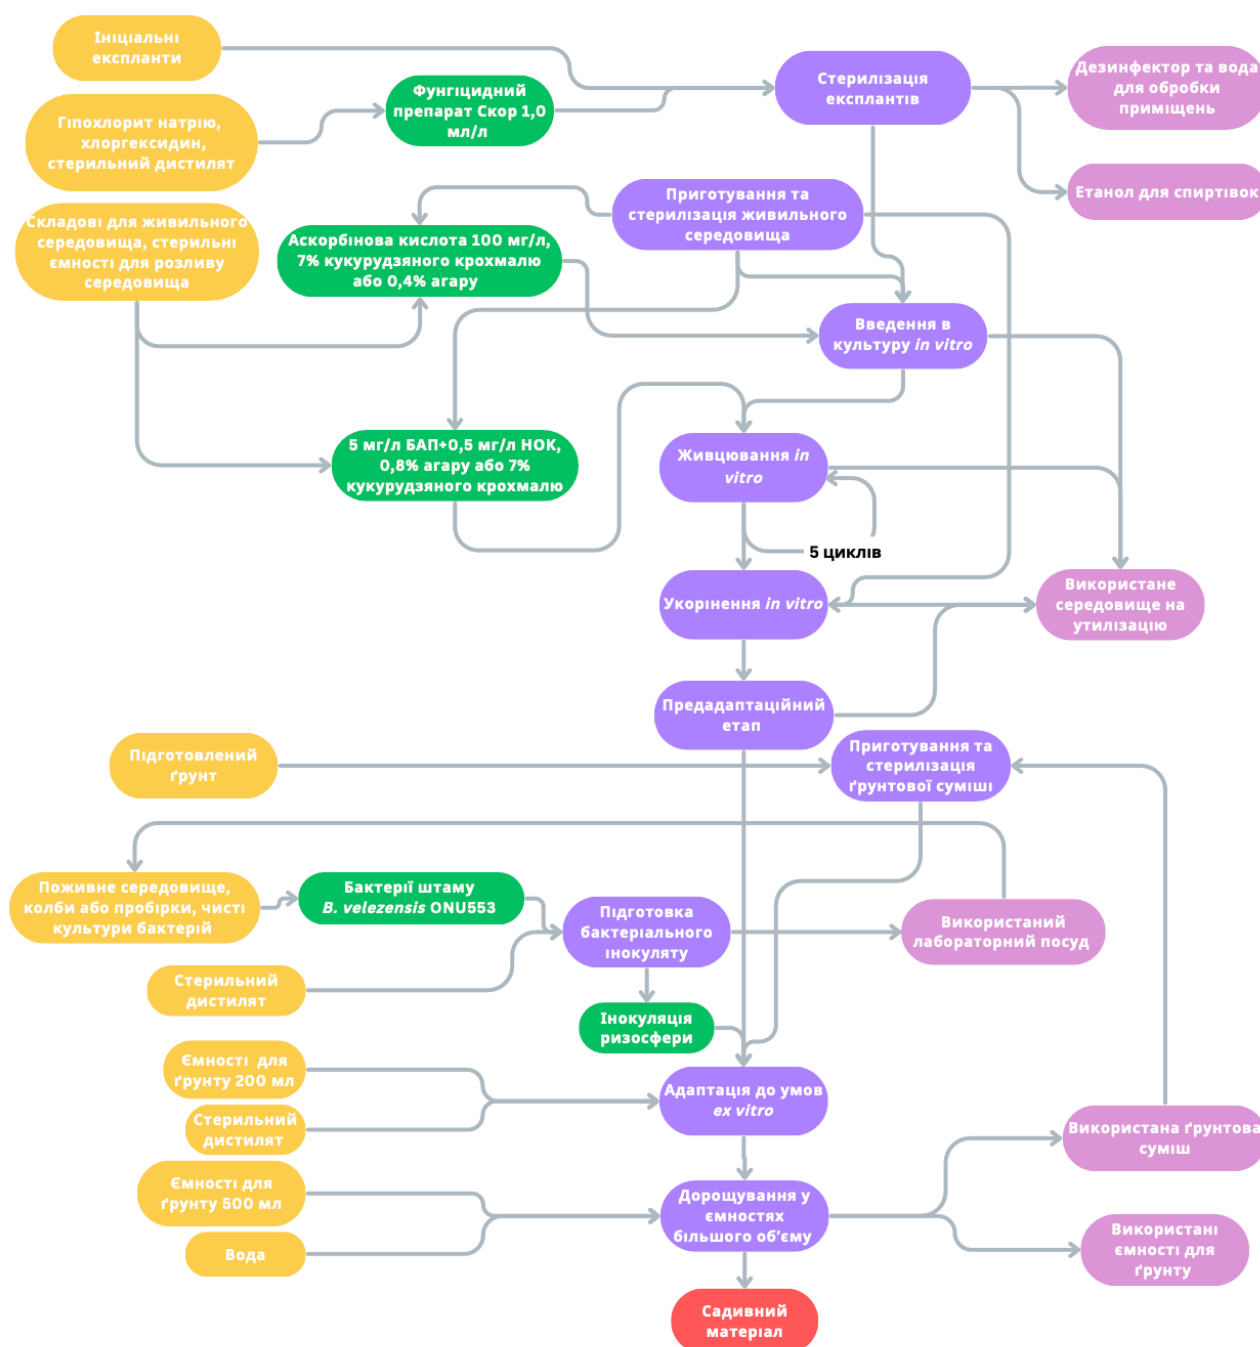 Ініціальні
експланти
Стерилізація
експлантів
Дезинфектор та вода
для обробки
приміщень
Фунгіцидний
препарат Скор 1,0
мл/л
Гіпохлорит натрію,
хлоргексидин,
стерильний дистилят
Етанол для спиртівок
Приготування та
стерилізація живильного
середовища
Складові для живильного
середовища, стерильні
ємності для розливу
середовища
Аскорбінова кислота 100 мг/л,
7% кукурудзяного крохмалю
або 0,4% агару
Введення в
культуру in vitro
5 мг/л БАП+0,5 мг/л НОК,
0,8% агару або 7%
кукурудзяного крохмалю
Живцювання in
vitro
5 циклів
Укорінення in vitro
Використане
середовище на
утилізацію
Предадаптаційний
етап
Підготовлений
ґрунт
Приготування та
стерилізація
ґрунтової суміші
Поживне середовище,
колби або пробірки, чисті
культури бактерій
Бактерії штаму
B. velezensis ONU553
Підготовка
бактеріального
інокуляту
Використаний
лабораторний посуд
Стерильний
дистилят
Інокуляція
ризосфери
Ємності для
ґрунту 200 мл
Адаптація до умов
ex vitro
Стерильний
дистилят
Використана ґрунтова
суміш
Ємності для
ґрунту 500 мл
Дорощування у
ємностях
більшого об’єму
Вода
Використані
ємності для
ґрунту
Садивний
матеріал